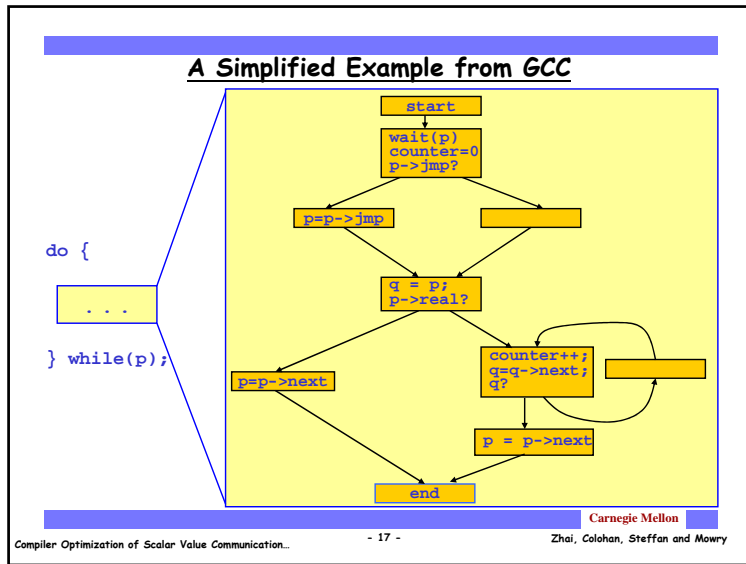 A Simplified Example from GCC
start
wait(p)
counter=0
p->jmp?
p=p->jmp
do {
. . .
} while(p);
q = p;
p->real?
counter++;
q=q->next;
q?
p=p->next
p = p->next
end
Carnegie Mellon
Compiler Optimization of Scalar Value Communication…
- 17 -
Zhai, Colohan, Steffan and Mowry